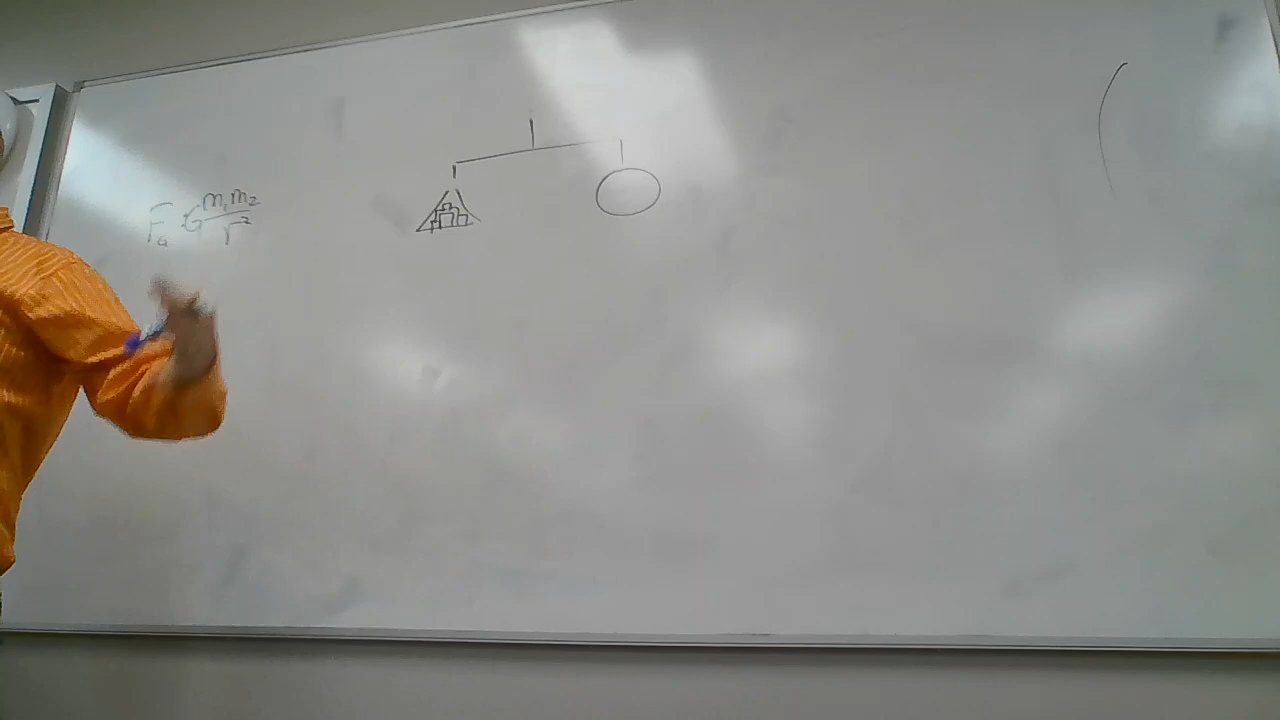 F_G = G m₁m₂/r²